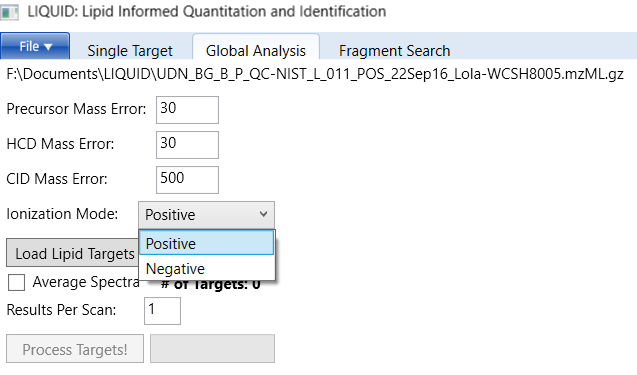 LIQUID: Lipid Informed Quantitation and Identification
File ▼ Single Target Global Analysis Fragment Search
F:\Documents\LIQUID\UDN_BG_B_P_QC-NIST_L_011_POS_22Sep16_Lola-WCSH8005.mzML.gz
Precursor Mass Error: 30
HCD Mass Error: 30
CID Mass Error: 500
Ionization Mode: Positive
Positive
Load Lipid Targets
Negative
Average Spectra # of Targets: 0
Results Per Scan: 1
Process Targets!